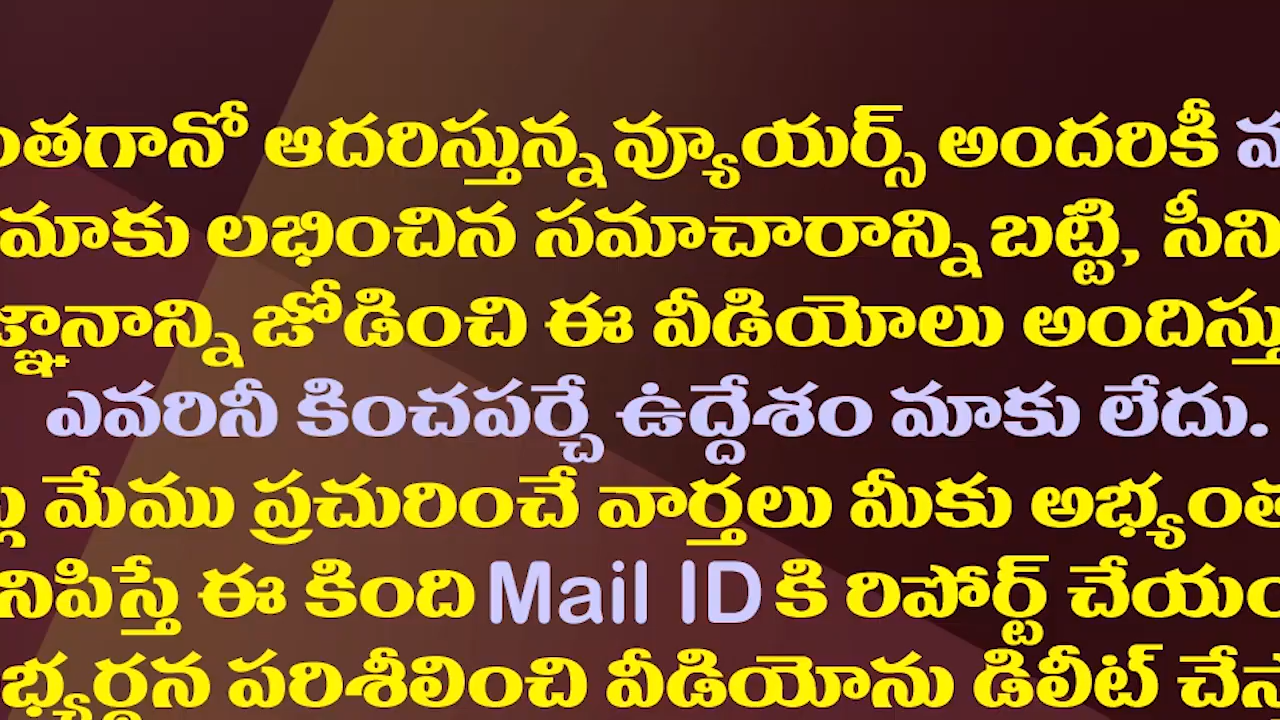 ంతగానో ఆదరిస్తున్న వ్యూయర్స్ అందరికీ
మాకు లభించిన సమాచారాన్ని బట్టి, సీని
జ్ఞానాన్ని జోడించి ఈ వీడియోలు అందిస్తు
ఎవరినీ కించపర్చే ఉద్దేశం మాకు లేదు.
మేము ప్రచురించే వార్తలు మీకు అభ్యంత
నిపిస్తే ఈ కింది Mail ID కి రిపోర్ట్ చేయం
భ్యర్థన పరిశీలించి వీడియోను డిలీట్ చేస